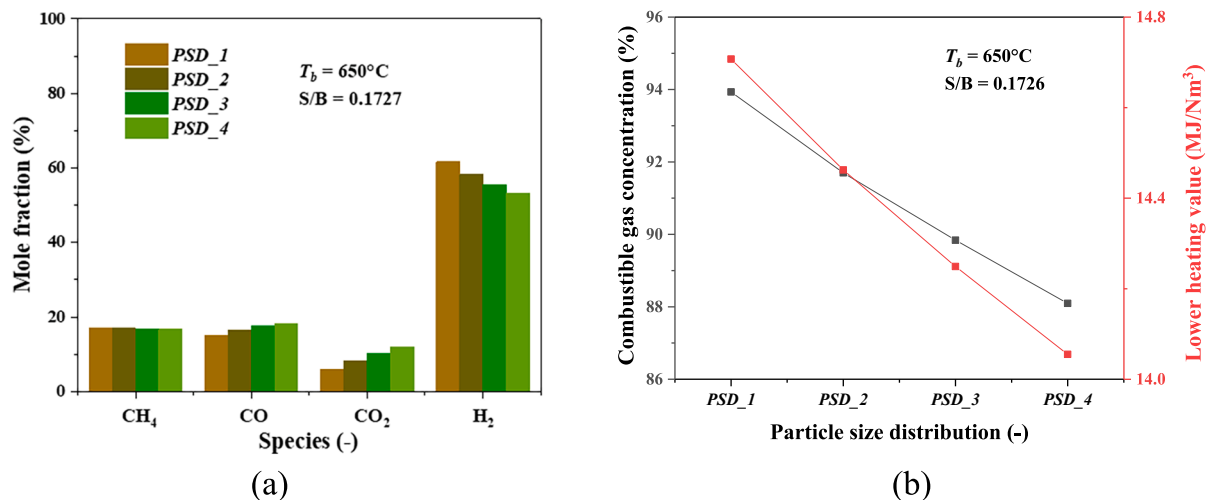 100
80
60
40
20
0
Mole fraction (%)
PSD_1
PSD_2
PSD_3
PSD_4
T_b = 650°C
S/B = 0.1727
CH₄
CO
CO₂
H₂
Species (-)
(a)
96
94
92
90
88
86
Combustible gas concentration (%)
T_b = 650°C
S/B = 0.1726
14.8
14.4
14.0
Lower heating value (MJ/Nm³)
PSD_1
PSD_2
PSD_3
PSD_4
Particle size distribution (-)
(b)